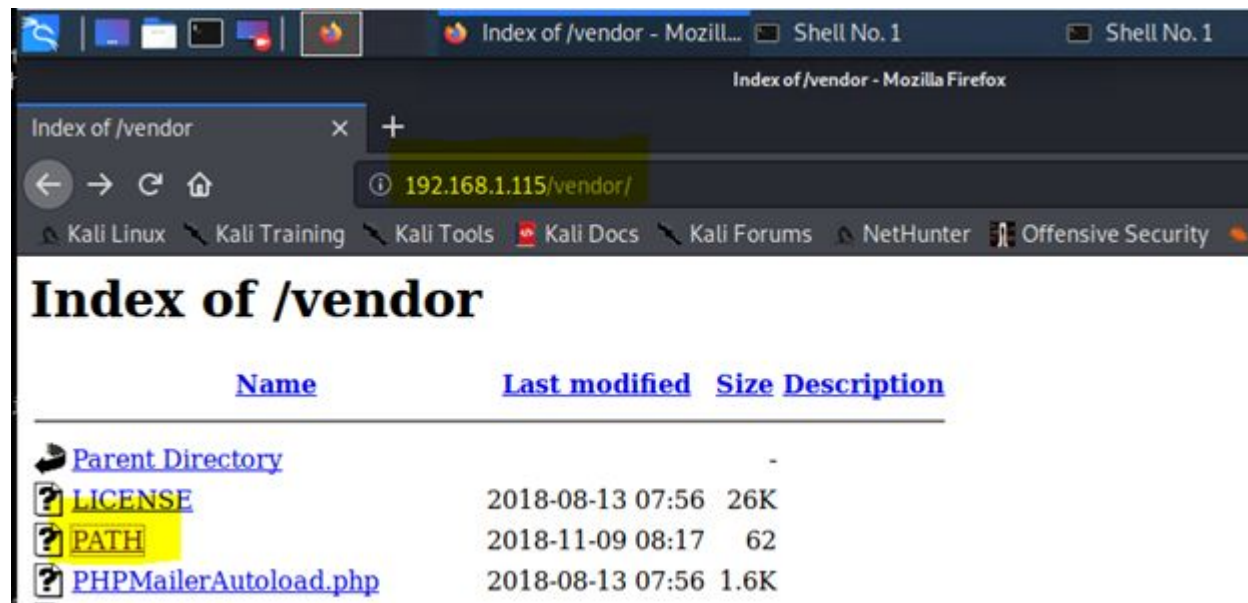 Index of /vendor - Mozill... Shell No. 1 Shell No. 1
Index of /vendor - Mozilla Firefox
Index of /vendor
192.168.1.115/vendor/
Kali Linux Kali Training Kali Tools Kali Docs Kali Forums NetHunter Offensive Security
Index of /vendor
Name Last modified Size Description
Parent Directory -
LICENSE 2018-08-13 07:56 26K
PATH 2018-11-09 08:17 62
PHPMailerAutoload.php 2018-08-13 07:56 1.6K